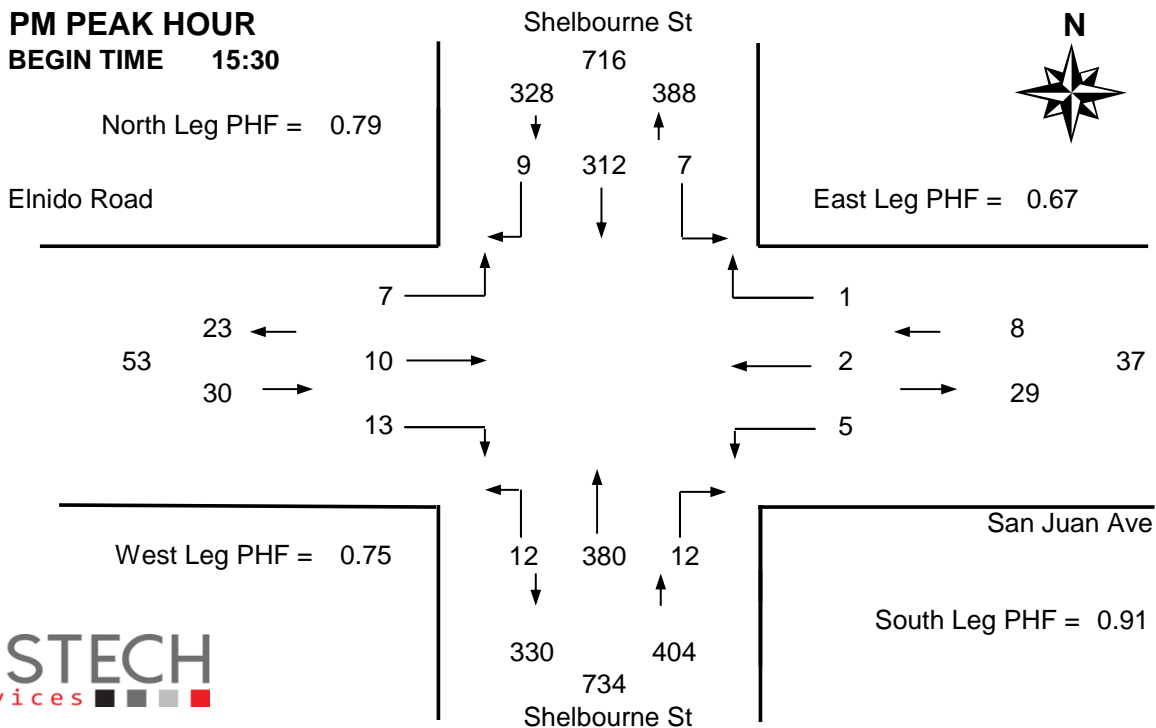 PM PEAK HOUR
BEGIN TIME 15:30
Shelbourne St
716
N
328 388
North Leg PHF = 0.79
9 312 7
Elnido Road
East Leg PHF = 0.67
7 1
23 8
53 10 2 37
30 29
13 5
San Juan Ave
West Leg PHF = 0.75
12 380 12
South Leg PHF = 0.91
330 404
734
Shelbourne St
STECH
vices